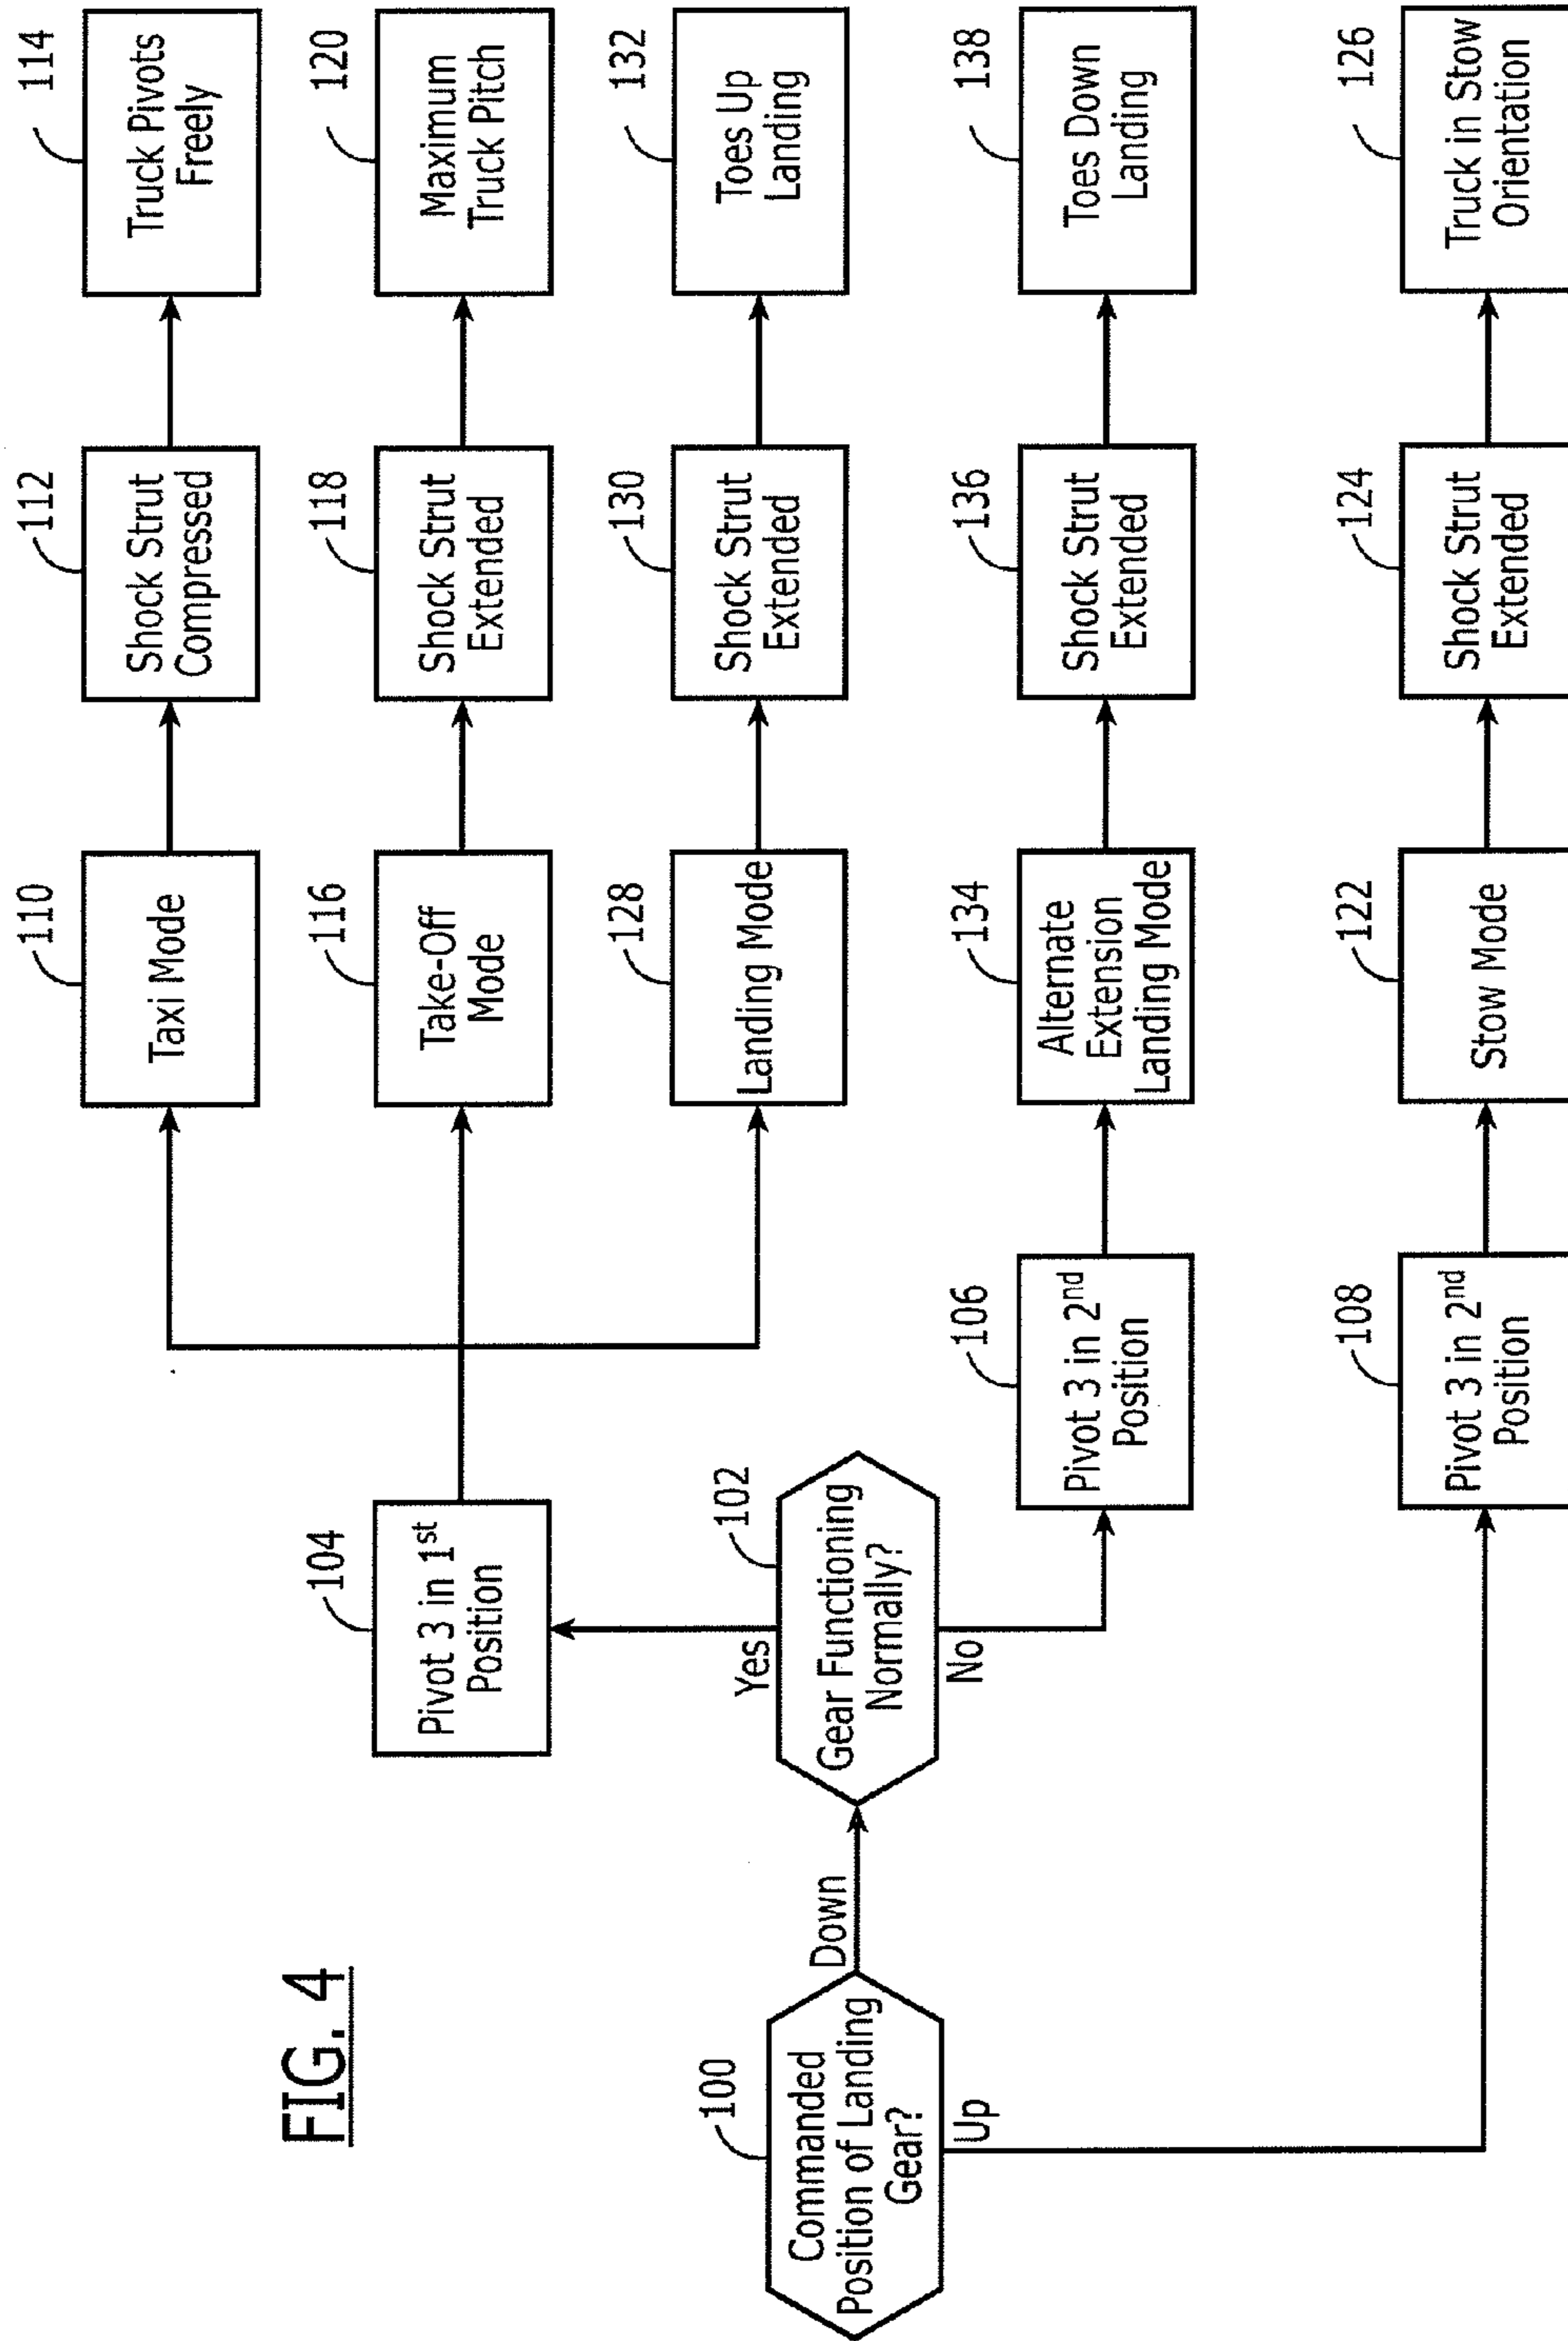 FIG. 4
100
Commanded
Position of Landing
Gear?
Down
Up
102
Gear Functioning
Normally?
Yes
No
104
Pivot 3 in 1st
Position
106
Pivot 3 in 2nd
Position
108
Pivot 3 in 2nd
Position
110
Taxi Mode
112
Shock Strut
Compressed
114
Truck Pivots
Freely
116
Take-Off
Mode
118
Shock Strut
Extended
120
Maximum
Truck Pitch
128
Landing Mode
130
Shock Strut
Extended
132
Toes Up
Landing
134
Alternate
Extension
Landing Mode
136
Shock Strut
Extended
138
Toes Down
Landing
122
Stow Mode
124
Shock Strut
Extended
126
Truck in Stow
Orientation